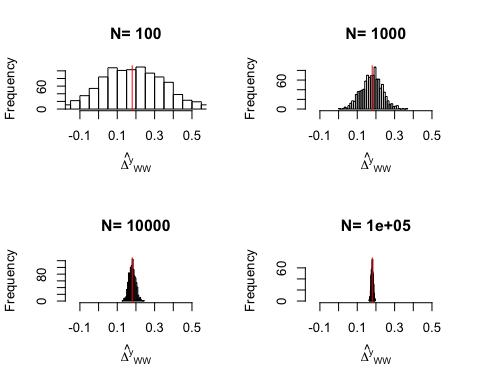 N= 100
Frequency
0 60
-0.1 0.1 0.3 0.5
Δ̂ʸWW
N= 1000
Frequency
0 60
-0.1 0.1 0.3 0.5
Δ̂ʸWW
N= 10000
Frequency
0 80
-0.1 0.1 0.3 0.5
Δ̂ʸWW
N= 1e+05
Frequency
0 60
-0.1 0.1 0.3 0.5
Δ̂ʸWW